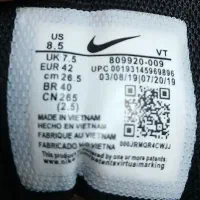 US
8.5 VT
UK 7.5 809920-009
EUR 42 UPC 00193145969896
cm 26.5 03/08/19 07/20/19
BR 40
CN 265
(2.5)
MADE IN VIETNAM
HECHO EN VIETNAM
FABRIQUÉ AU VIETNAM
FABRICADO NO VIETNAM